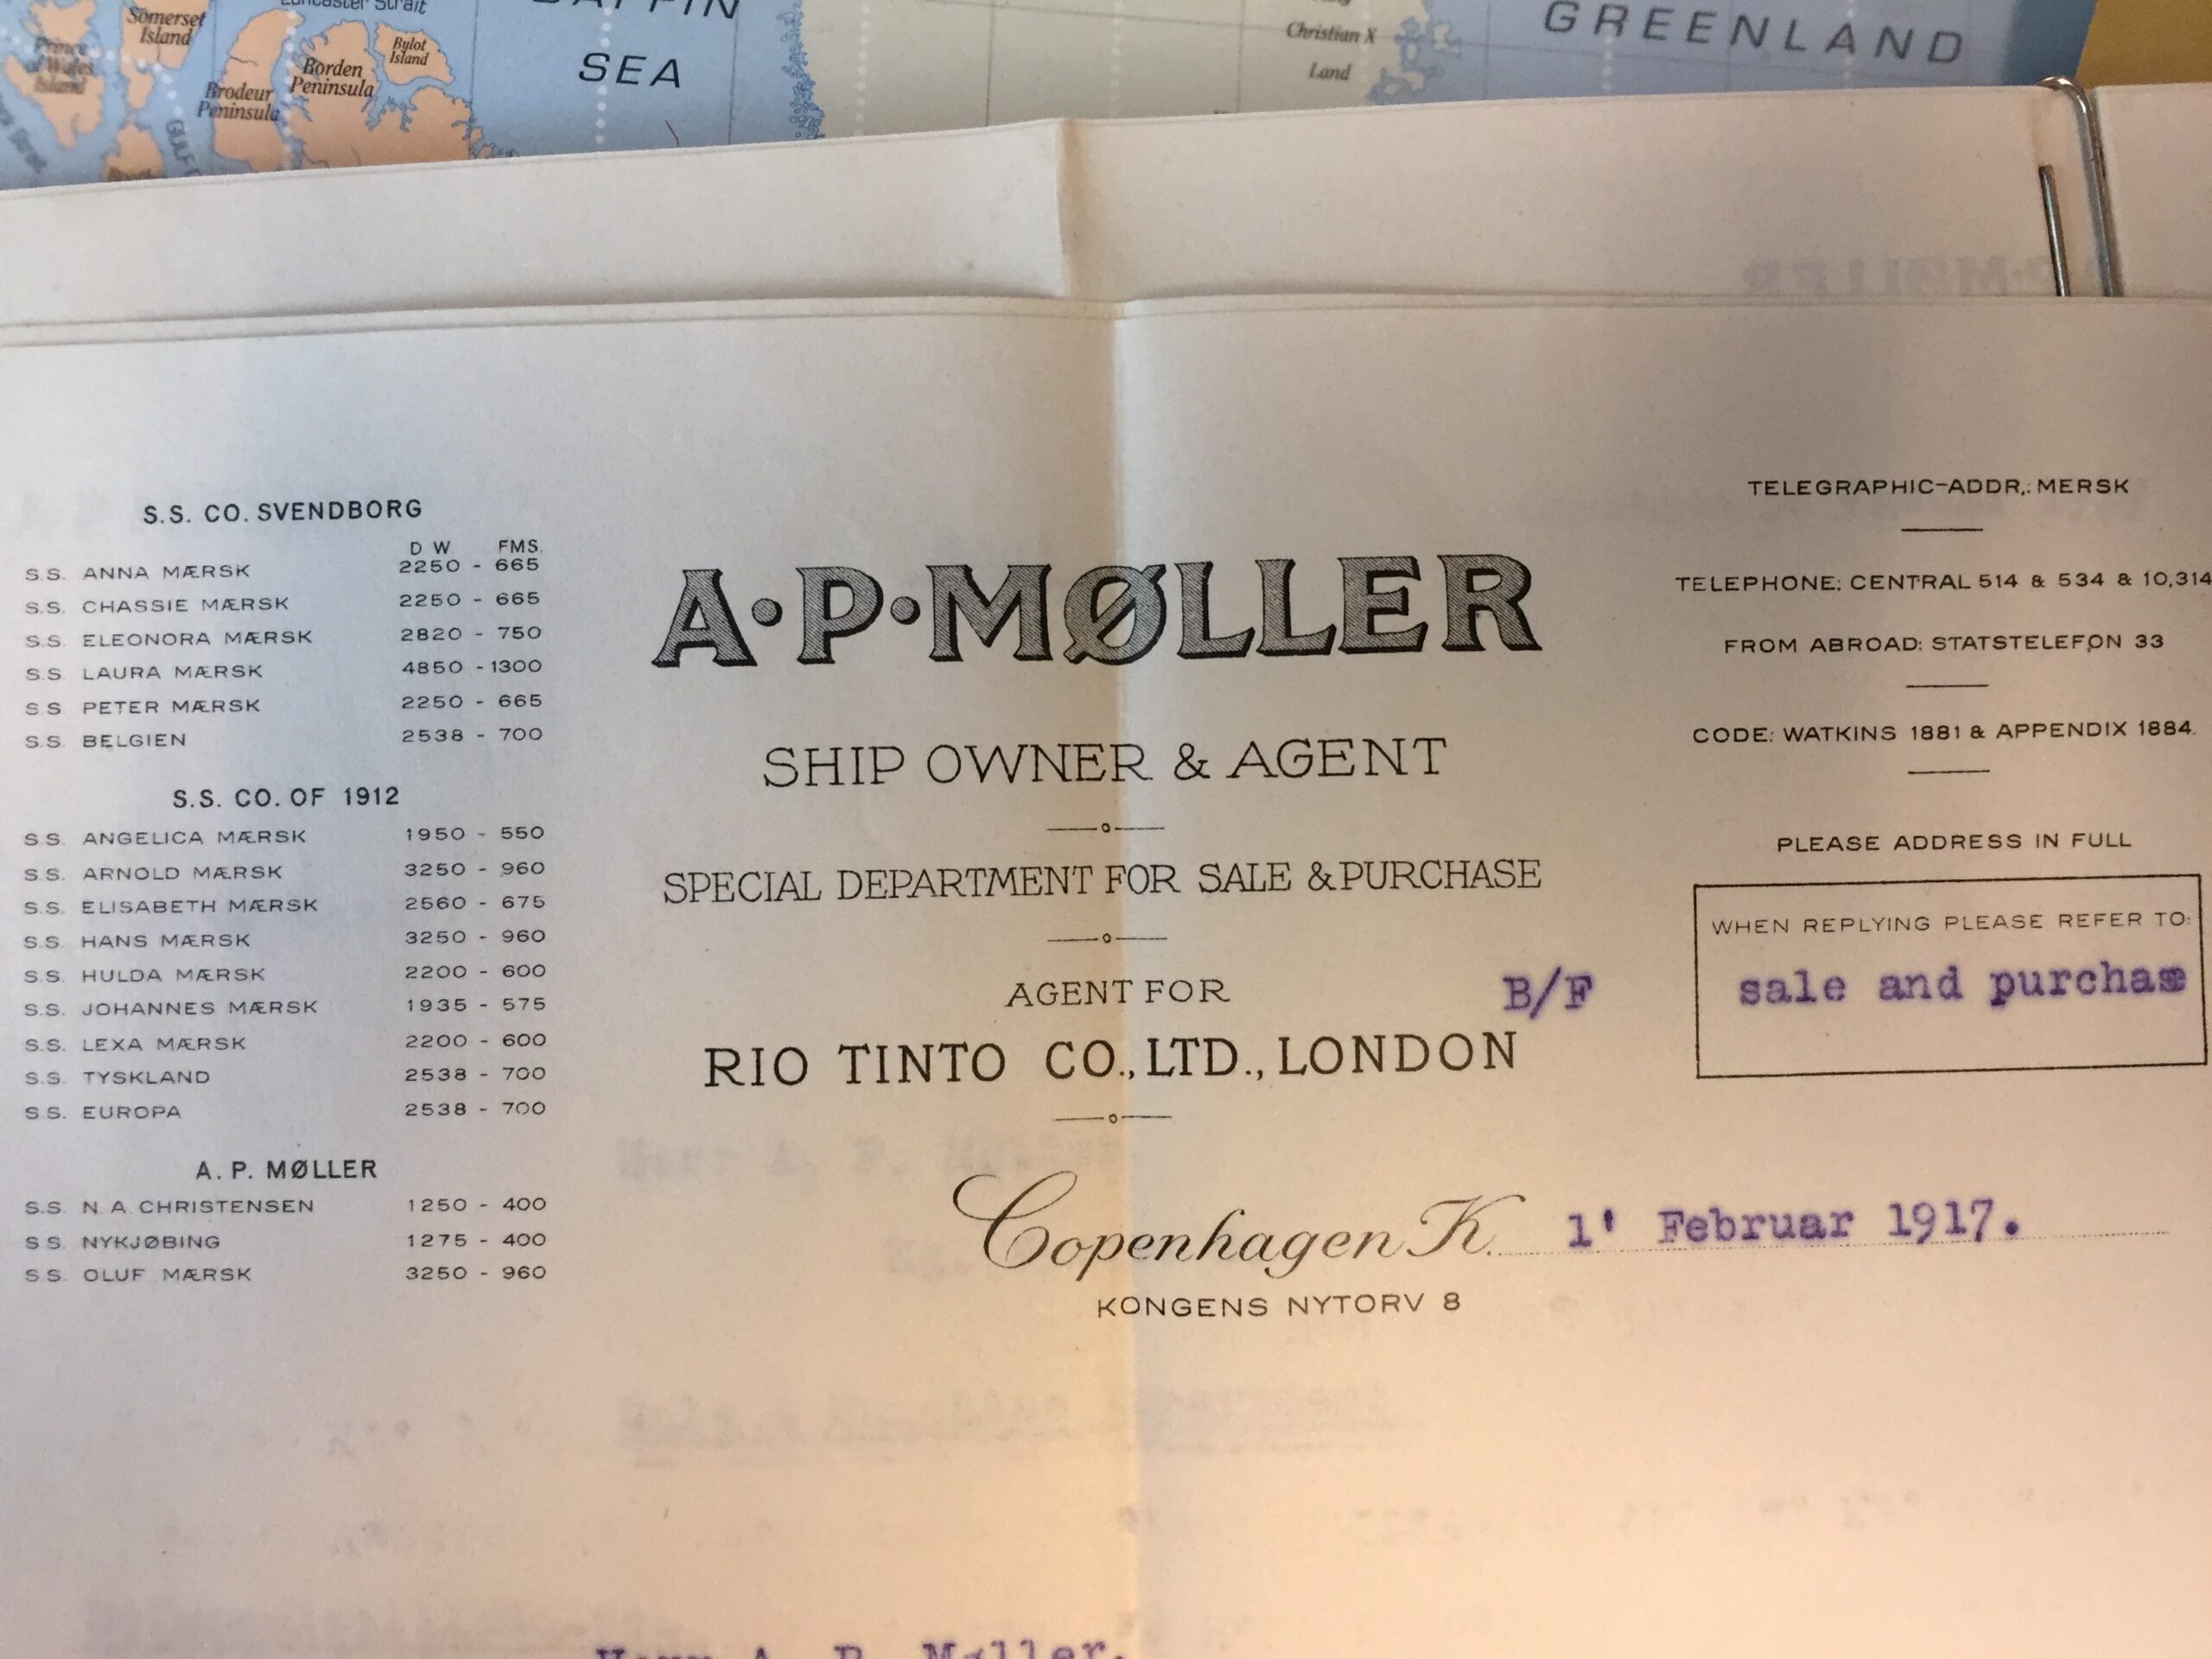 Somerset
Island
Bylot
Island
Borden
Peninsula
Brodeur
Peninsula
SEA
Christian X
Land
GREENLAND
S.S. CO. SVENDBORG
D W FMS.
S.S. ANNA MÆRSK 2250 - 665
S.S. CHASSIE MÆRSK 2250 - 665
S.S. ELEONORA MÆRSK 2820 - 750
S.S. LAURA MÆRSK 4850 - 1300
S.S. PETER MÆRSK 2250 - 665
S.S. BELGIEN 2538 - 700
S.S. CO. OF 1912
S.S. ANGELICA MÆRSK 1950 - 550
S.S. ARNOLD MÆRSK 3250 - 960
S.S. ELISABETH MÆRSK 2560 - 675
S.S. HANS MÆRSK 3250 - 960
S.S. HULDA MÆRSK 2200 - 600
S.S. JOHANNES MÆRSK 1935 - 575
S.S. LEXA MÆRSK 2200 - 600
S.S. TYSKLAND 2538 - 700
S.S. EUROPA 2538 - 700
A. P. MØLLER
S.S. N. A. CHRISTENSEN 1250 - 400
S.S. NYKJØBING 1275 - 400
S.S. OLUF MÆRSK 3250 - 960
A·P·MØLLER
SHIP OWNER & AGENT
SPECIAL DEPARTMENT FOR SALE & PURCHASE
AGENT FOR
B/F
RIO TINTO CO., LTD., LONDON
Copenhagen K. 1' Februar 1917.
KONGENS NYTORV 8
TELEGRAPHIC-ADDR.: MERSK
TELEPHONE: CENTRAL 514 & 534 & 10,314
FROM ABROAD: STATSTELEFON 33
CODE: WATKINS 1881 & APPENDIX 1884.
PLEASE ADDRESS IN FULL
WHEN REPLYING PLEASE REFER TO:
sale and purchase
A. P. Møller.